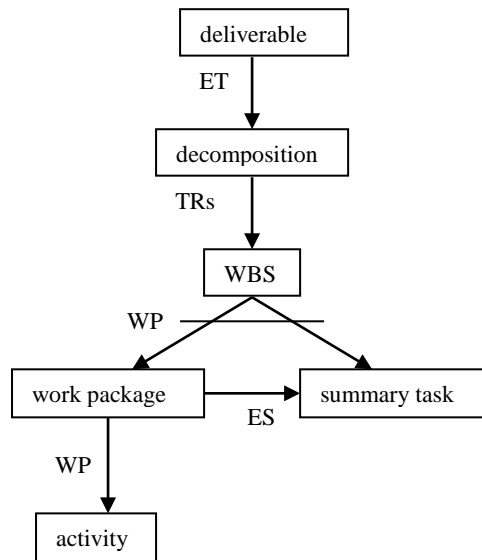 deliverable
ET
decomposition
TRs
WBS
WP
work package
summary task
ES
WP
activity